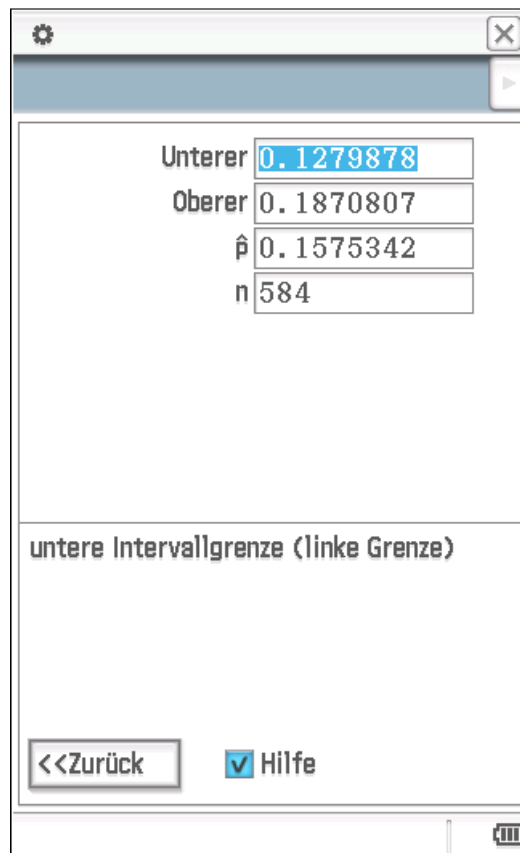 Unterer 0.1279878
Oberer 0.1870807
p̂ 0.1575342
n 584
untere Intervallgrenze (linke Grenze)
<<Zurück Hilfe